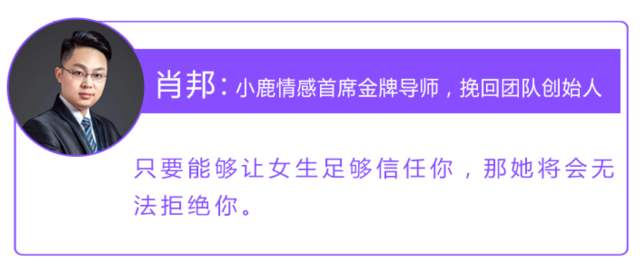 肖邦：小鹿情感首席金牌导师，挽回团队创始人
只要能够让女生足够信任你，那她将会无
法拒绝你。